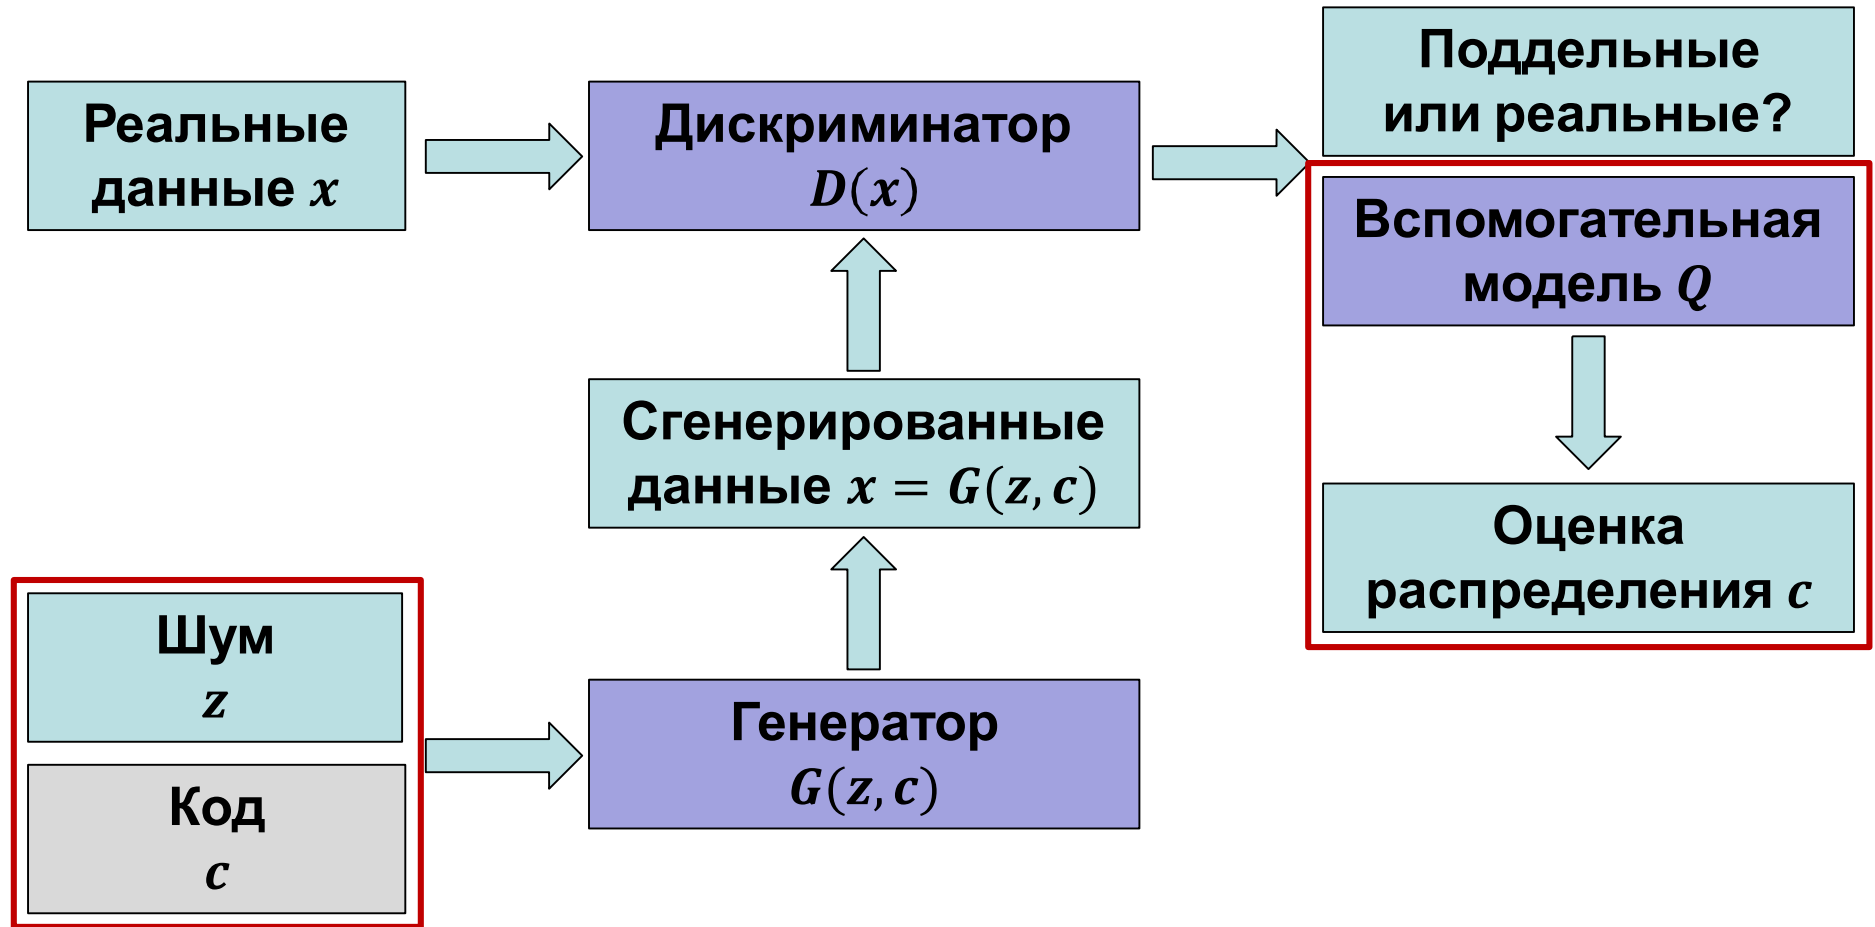 Реальные
данные x
Дискриминатор
D(x)
Поддельные
или реальные?
Вспомогательная
модель Q
Сгенерированные
данные x = G(z, c)
Оценка
распределения c
Шум
z
Код
c
Генератор
G(z, c)